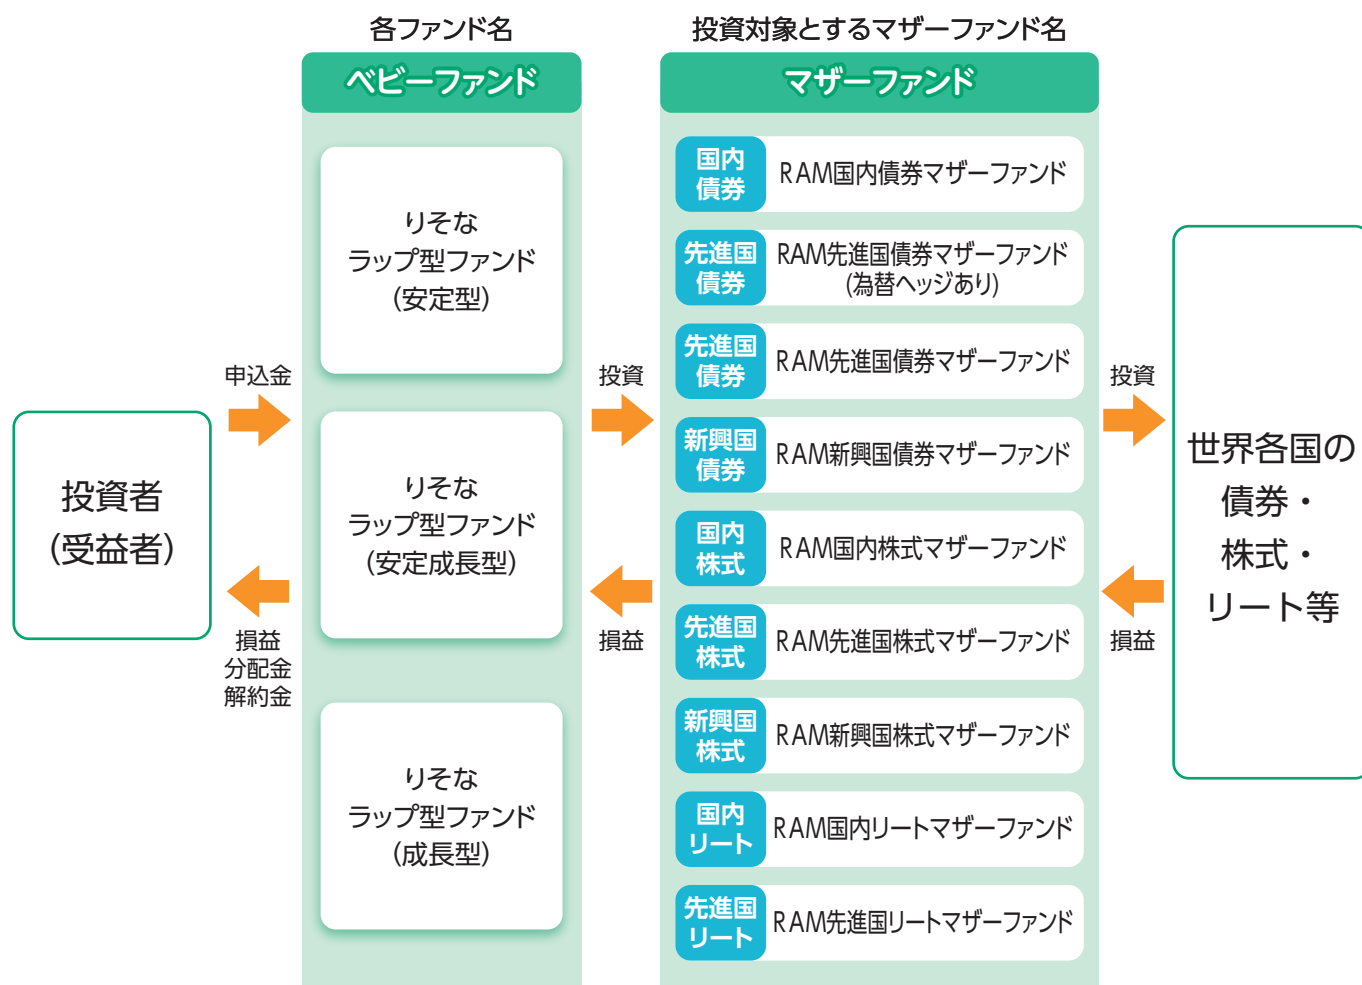 各ファンド名
ベビーファンド
りそな
ラップ型ファンド
(安定型)
りそな
ラップ型ファンド
(安定成長型)
りそな
ラップ型ファンド
(成長型)
投資対象とするマザーファンド名
マザーファンド
国内
債券
RAM国内債券マザーファンド
先進国
債券
RAM先進国債券マザーファンド
(為替ヘッジあり)
先進国
債券
RAM先進国債券マザーファンド
新興国
債券
RAM新興国債券マザーファンド
国内
株式
RAM国内株式マザーファンド
先進国
株式
RAM先進国株式マザーファンド
新興国
株式
RAM新興国株式マザーファンド
国内
リート
RAM国内リートマザーファンド
先進国
リート
RAM先進国リートマザーファンド
投資者
(受益者)
申込金
損益
分配金
解約金
投資
損益
投資
損益
世界各国の
債券・
株式・
リート等